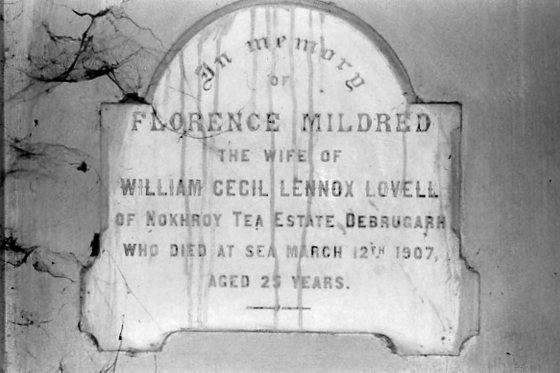 In memory
OF
FLORENCE MILDRED
THE WIFE OF
WILLIAM CECIL LENNOX LOVELL
OF NOKHROY TEA ESTATE DEBRUGARH
WHO DIED AT SEA MARCH 12TH 1907,
AGED 25 YEARS.